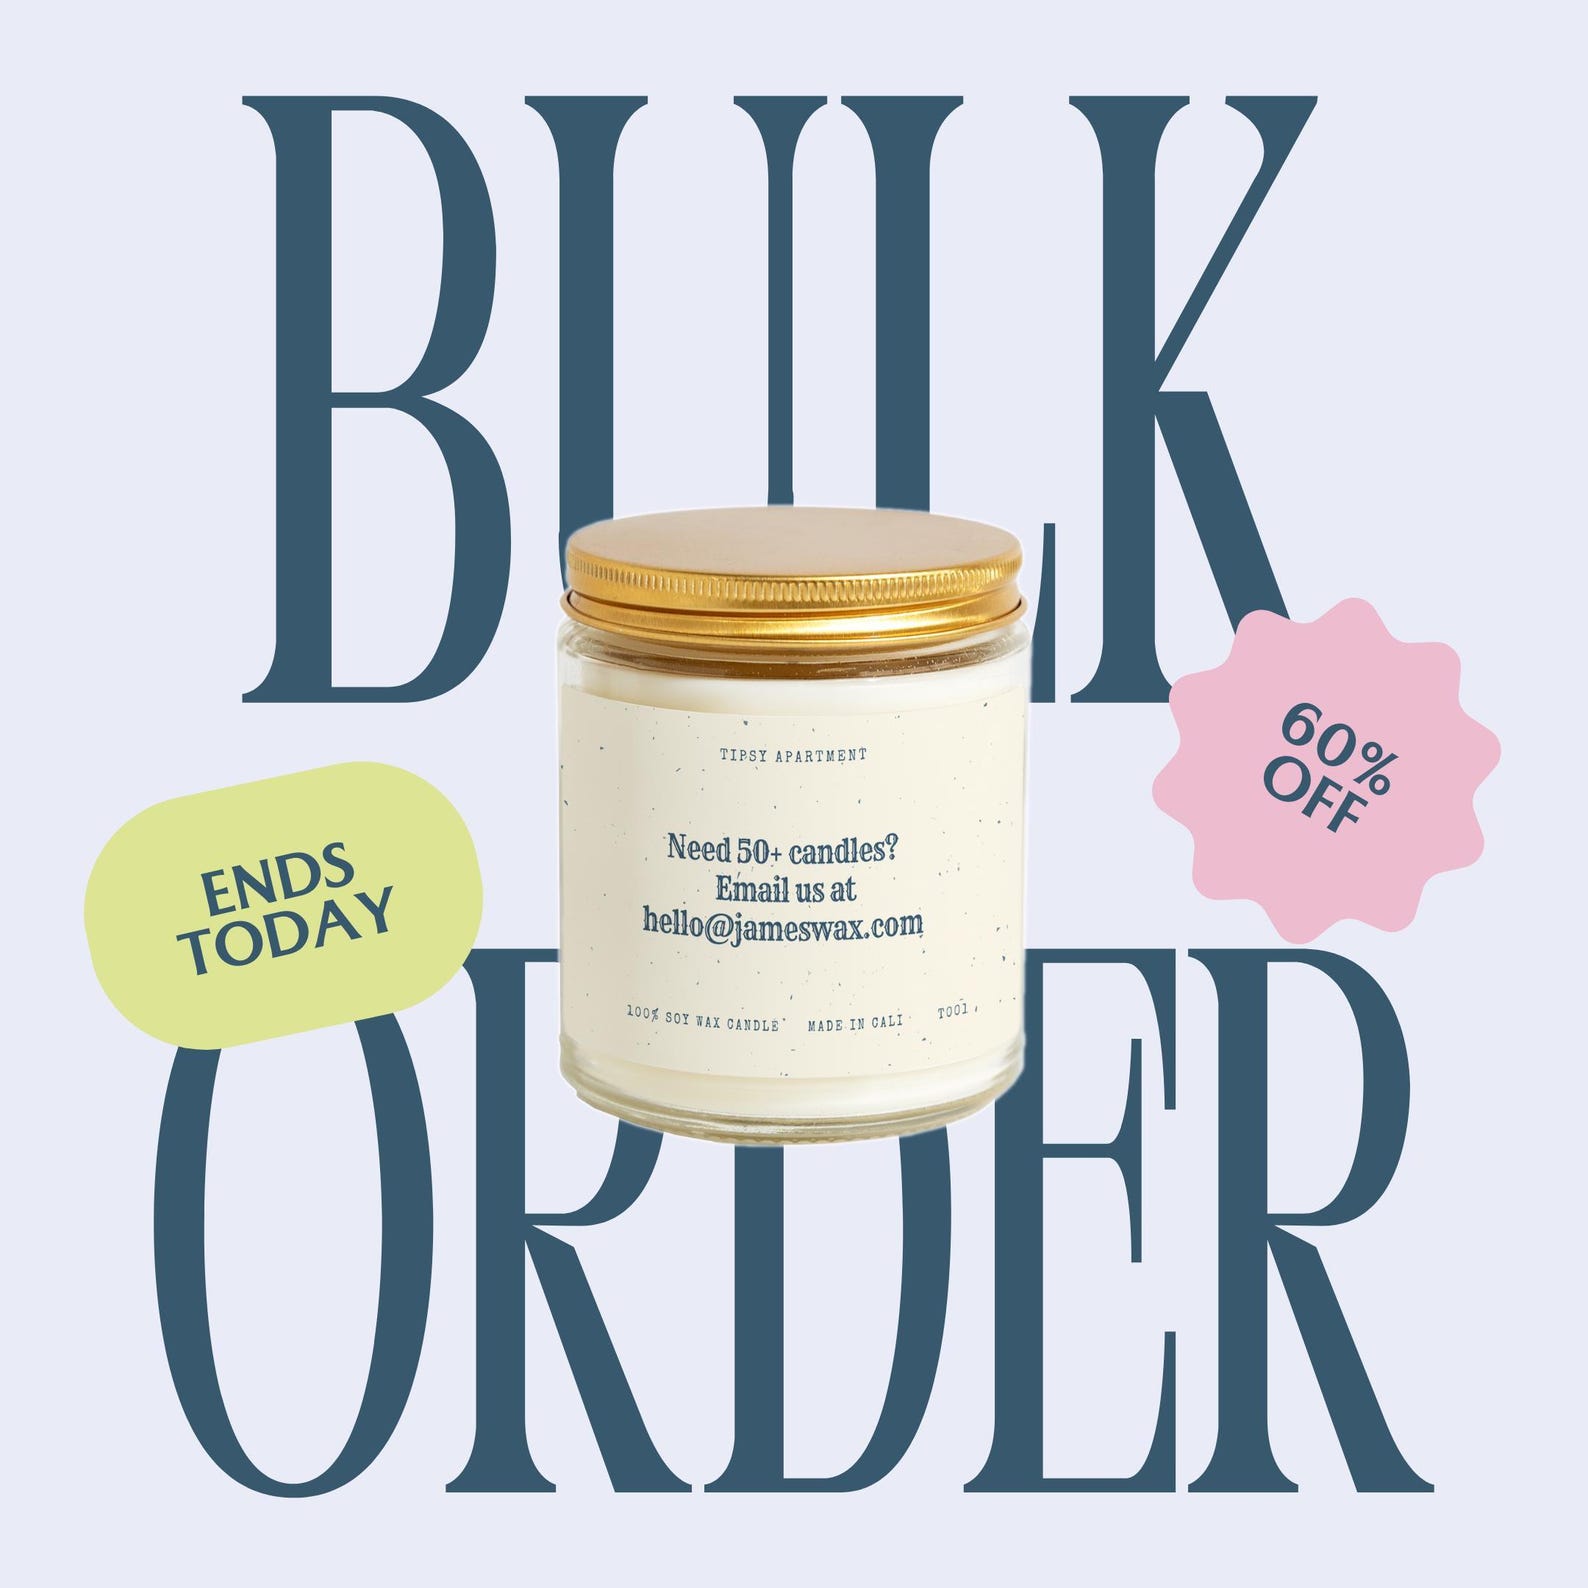 BULK
60%
OFF
TIPSY APARTMENT
Need 50+ candles?
Email us at
hello@jameswax.com
ENDS
TODAY
100% SOY WAX CANDLE MADE IN CALI T001
ORDER